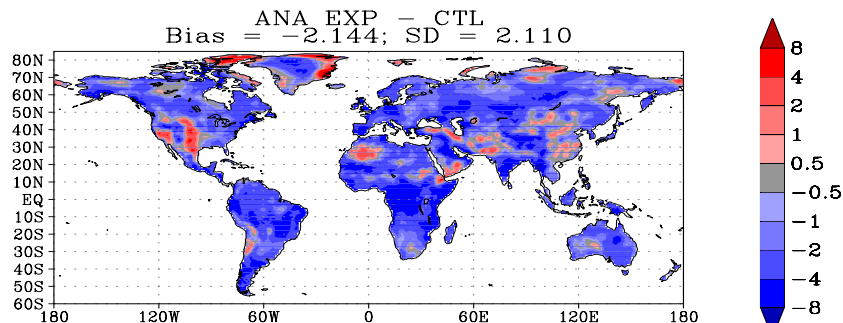 ANA EXP − CTL
Bias = −2.144; SD = 2.110
80N
70N
60N
50N
40N
30N
20N
10N
EQ
10S
20S
30S
40S
50S
60S
180 120W 60W 0 60E 120E 180
8
4
2
1
0.5
−0.5
−1
−2
−4
−8